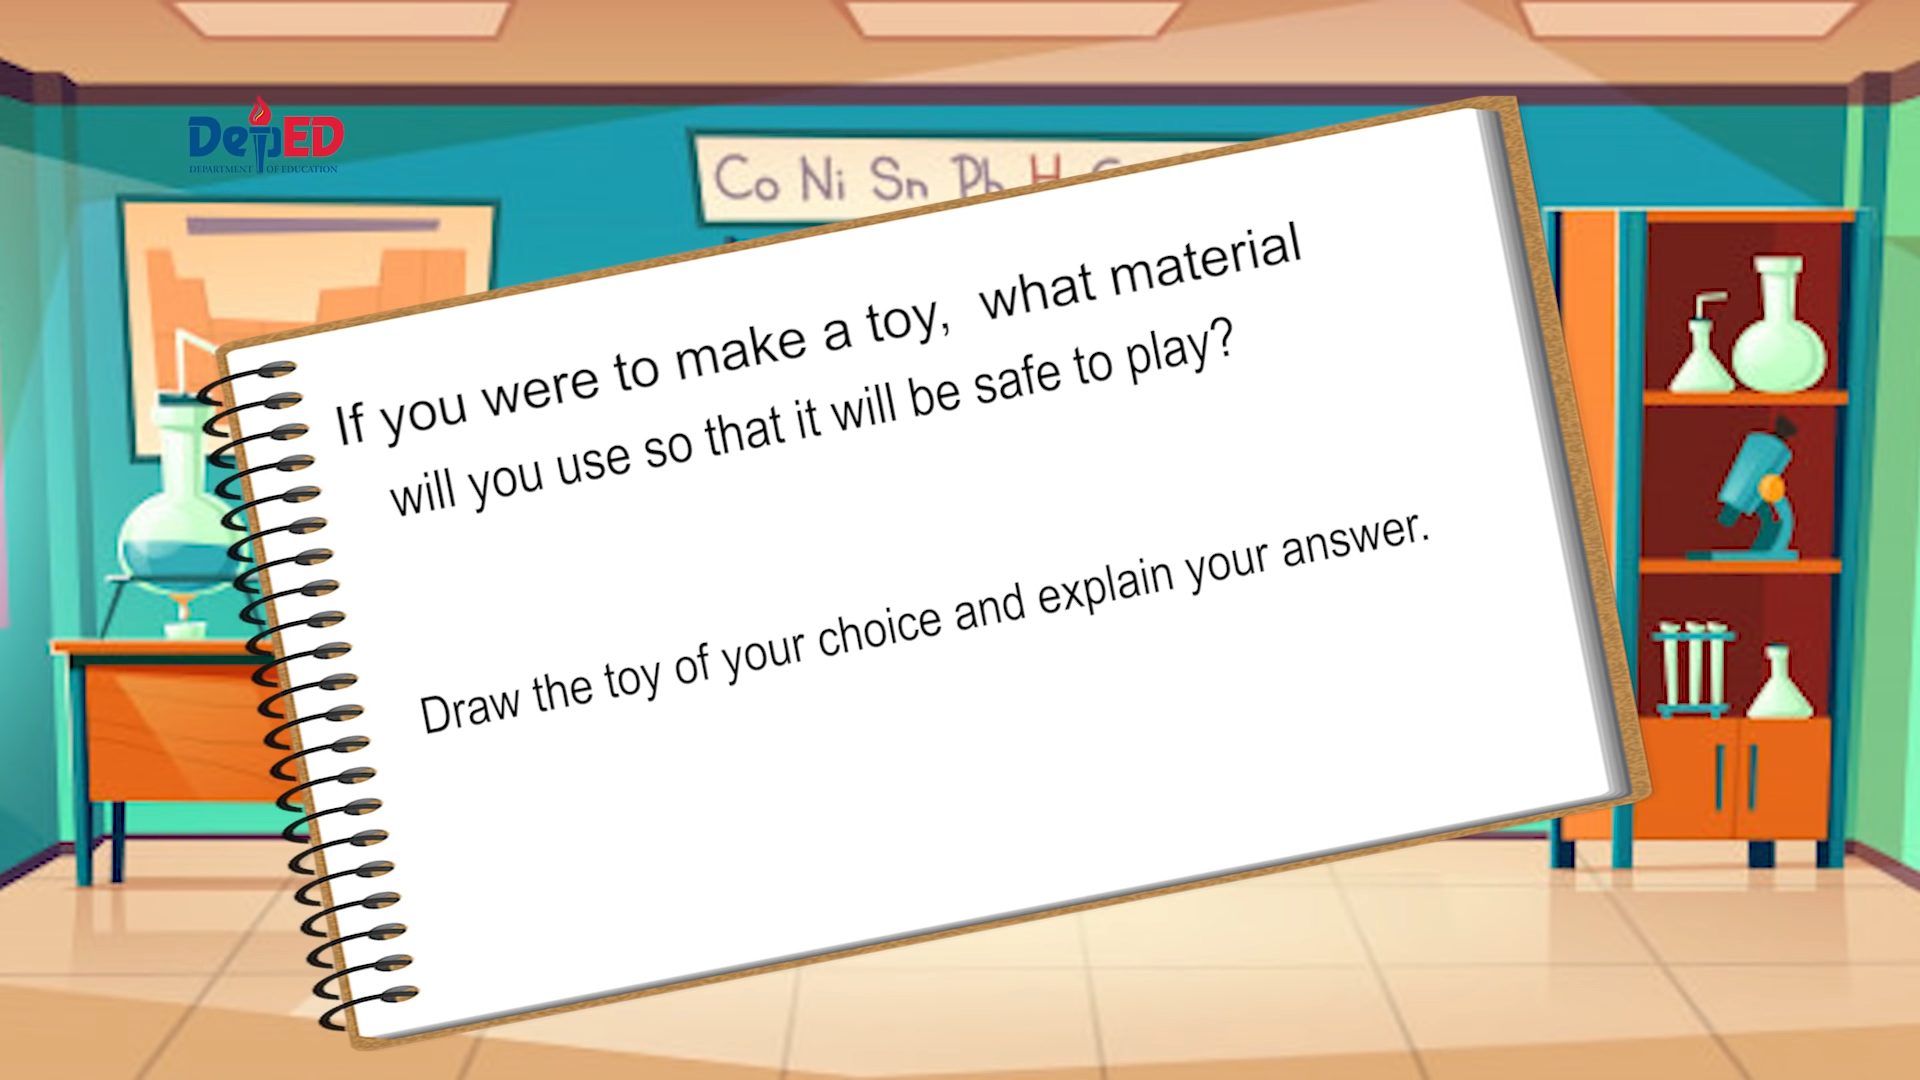 DepED
DEPARTMENT OF EDUCATION
Co Ni Sn Pb H
If you were to make a toy, what material
will you use so that it will be safe to play?
Draw the toy of your choice and explain your answer.